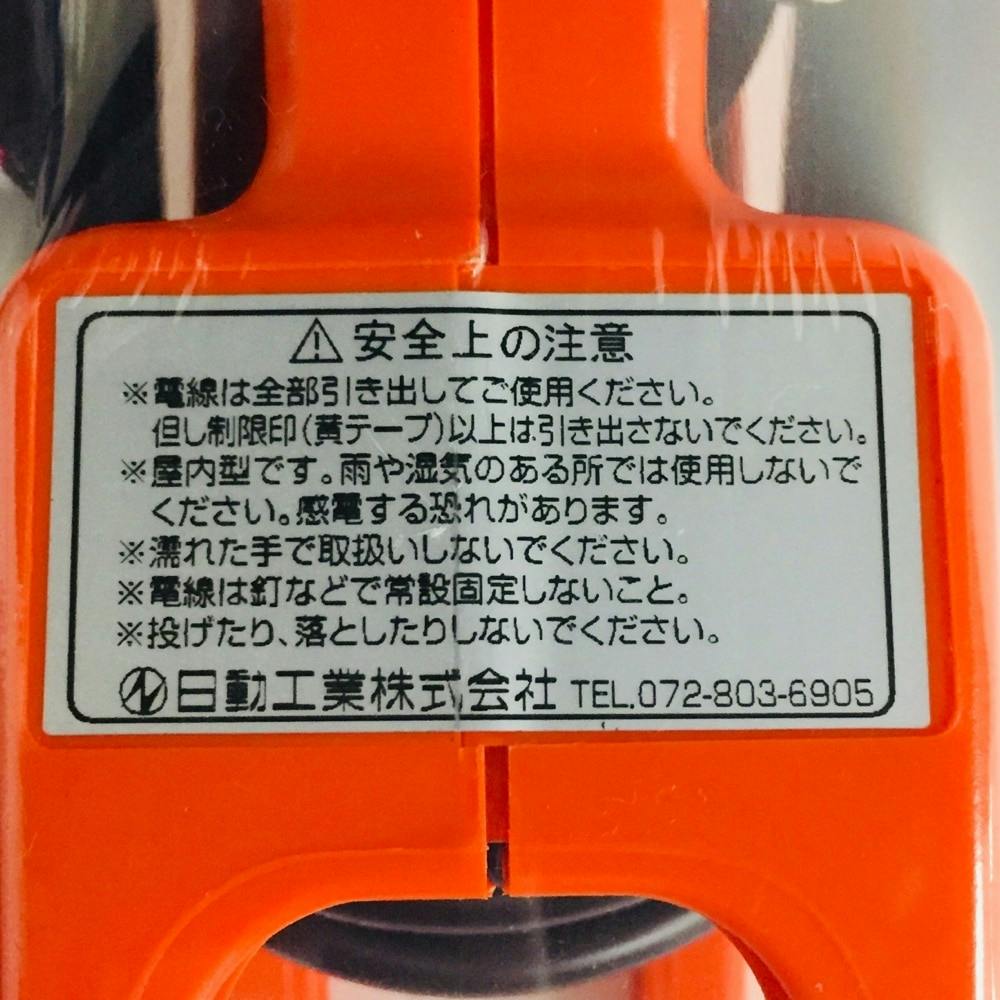 ⚠安全上の注意
※電線は全部引き出してご使用ください。
但し制限印(黄テープ)以上は引き出さないでください。
※屋内型です。雨や湿気のある所では使用しないで
ください。感電する恐れがあります。
※濡れた手で取扱いしないでください。
※電線は釘などで常設固定しないこと。
※投げたり、落としたりしないでください。
日動工業株式会社 TEL.072-803-6905